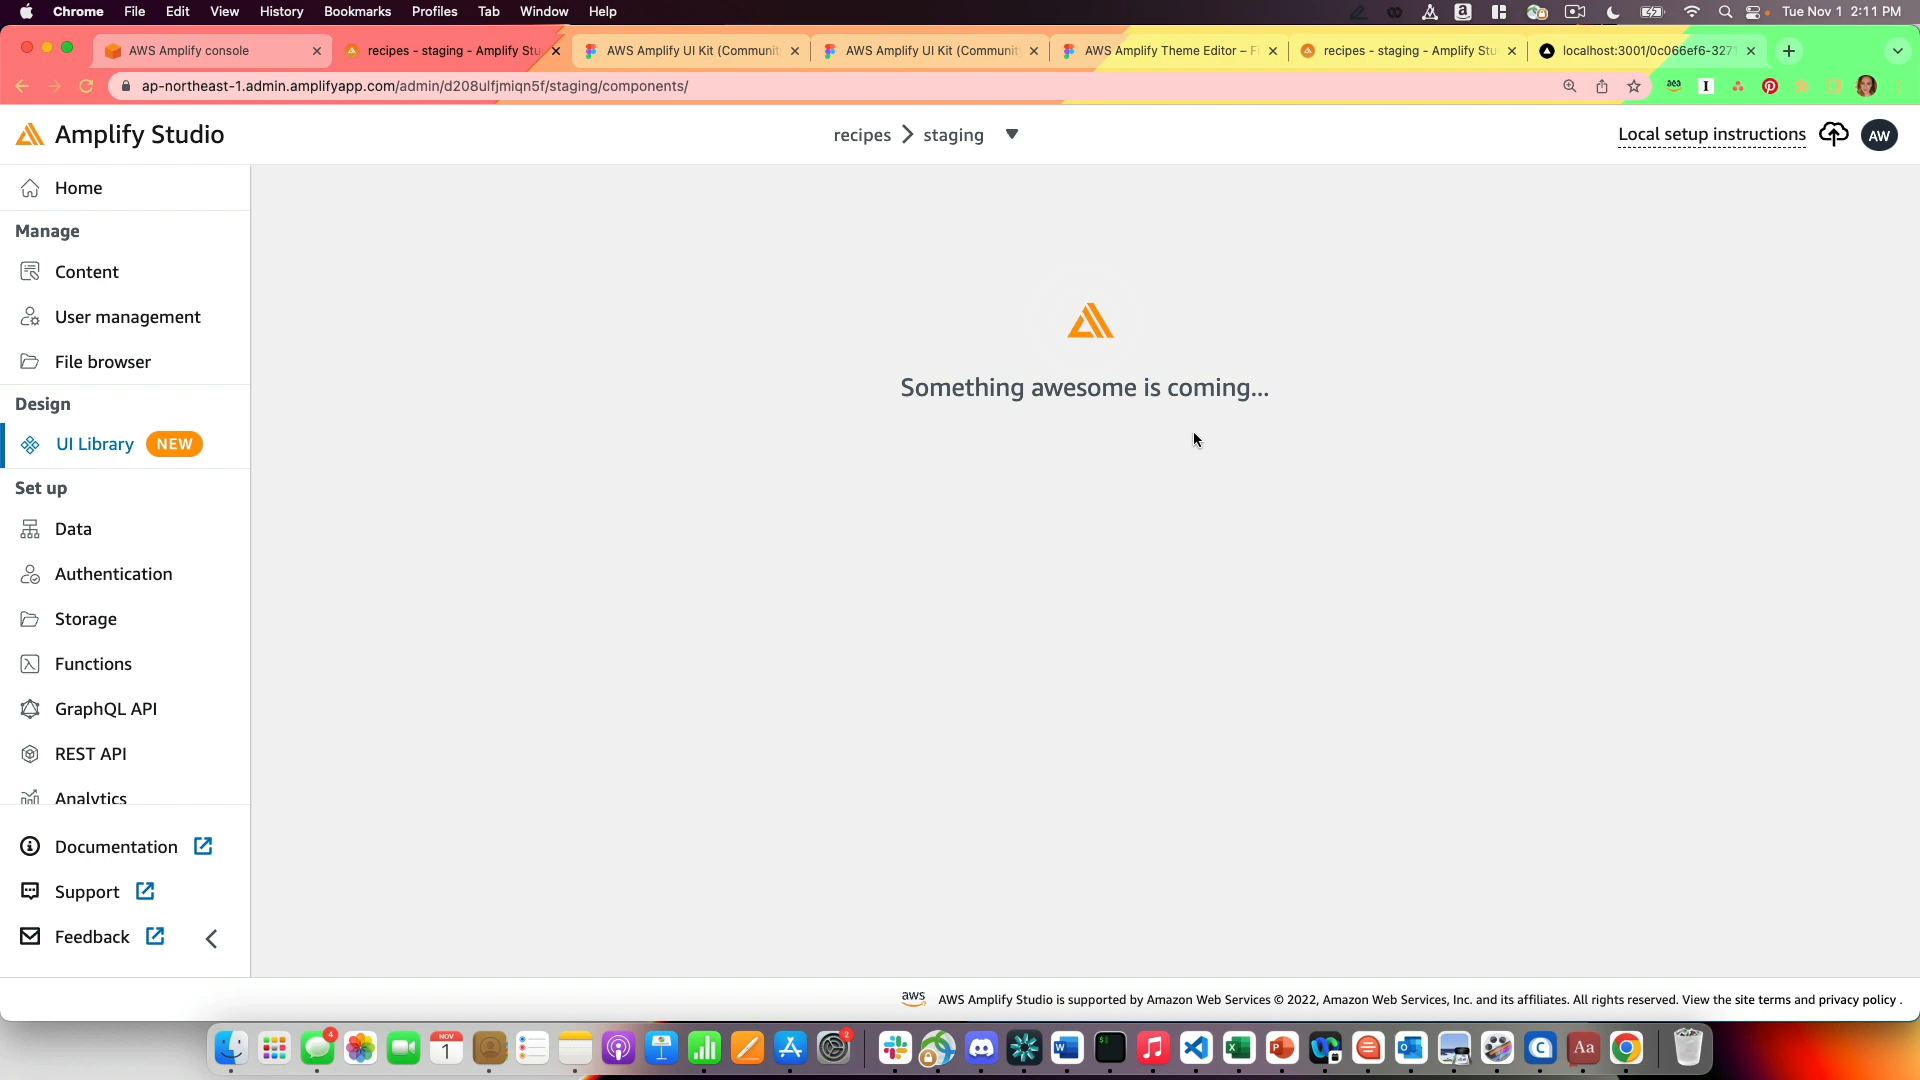 Chrome File Edit View History Bookmarks Profiles Tab Window Help
Tue Nov 1 2:11 PM
AWS Amplify console
recipes - staging - Amplify Stu
AWS Amplify UI Kit (Communit
AWS Amplify UI Kit (Communit
AWS Amplify Theme Editor – Fi
recipes - staging - Amplify Stu
localhost:3001/0c066ef6-327
ap-northeast-1.admin.amplifyapp.com/admin/d208ulfjmiqn5f/staging/components/
Amplify Studio
recipes > staging
Local setup instructions
AW
Home
Manage
Content
User management
File browser
Design
UI Library NEW
Set up
Data
Authentication
Storage
Functions
GraphQL API
REST API
Analytics
Documentation
Support
Feedback
Something awesome is coming...
aws AWS Amplify Studio is supported by Amazon Web Services © 2022, Amazon Web Services, Inc. and its affiliates. All rights reserved. View the site terms and privacy policy .
4
NOV
1
2
Aa